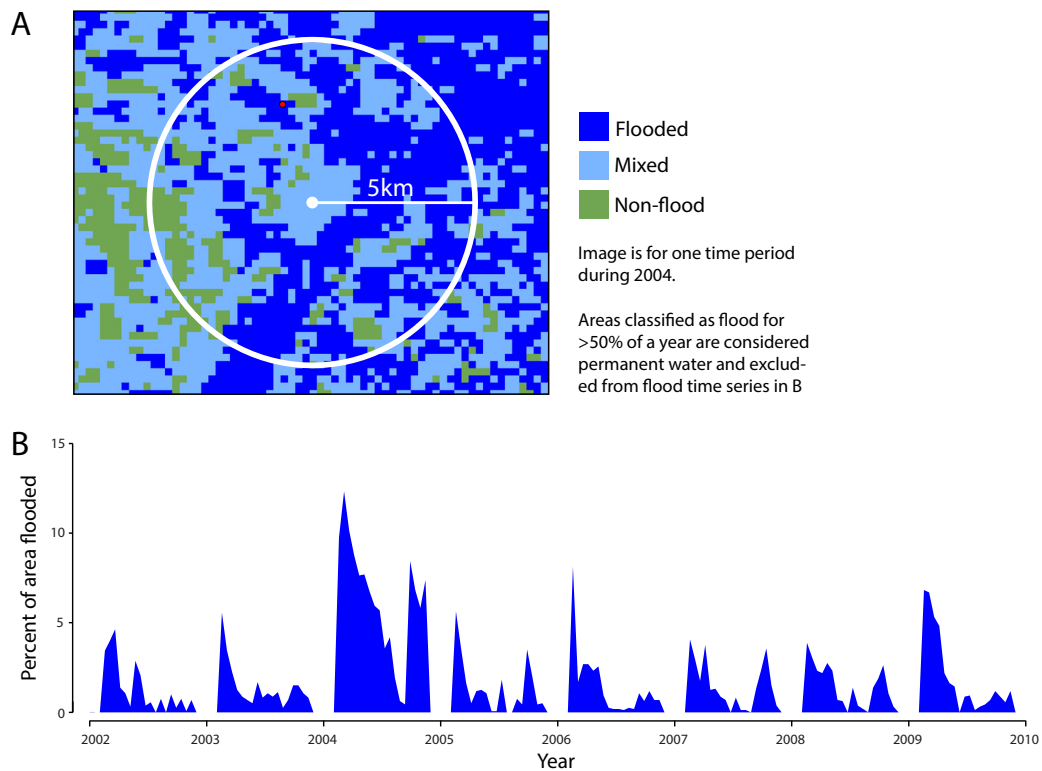 A
5km
Flooded
Mixed
Non-flood
Image is for one time period
during 2004.
Areas classified as flood for
>50% of a year are considered
permanent water and exclud-
ed from flood time series in B
B
15
10
5
0
Percent of area flooded
2002 2003 2004 2005 2006 2007 2008 2009 2010
Year